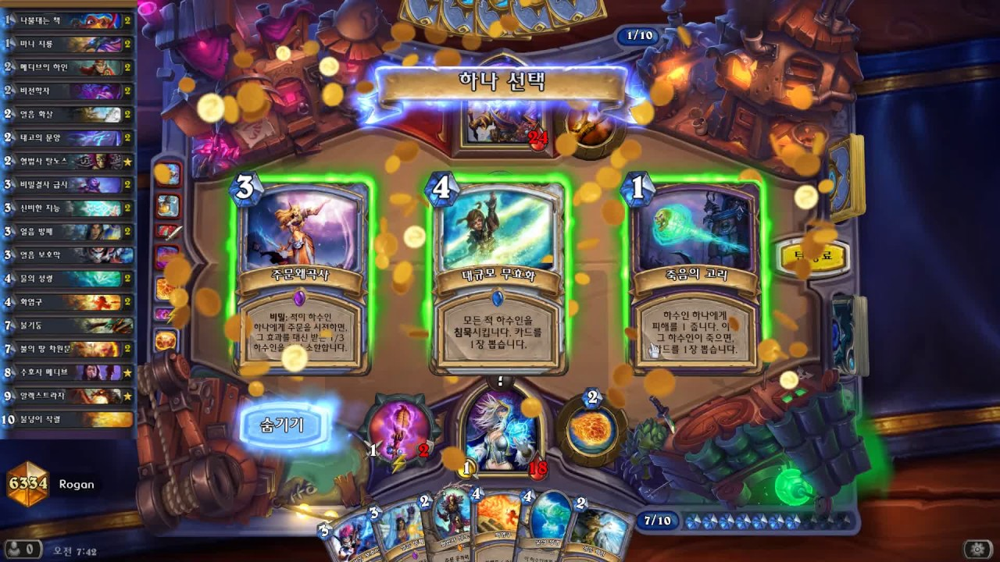 1 나불대는 책 2
1 마나 지룡 2
2 메디브의 하인 2
2 비전학자 2
2 얼음 화살 2
2 태고의 문양 2
2 혈법사 탈노스
3 비밀결사 급사 2
3 신비한 지능 2
3 얼음 방패 2
3 얼음 보호막
4 물의 정령 2
4 화염구 2
7 불기둥
7 불의 땅 차원문 2
8 수호자 메디브
9 알렉스트라자
10 불덩이 작렬
6334 Rogan
0 오전 7:42
1/10
하나 선택
24
3
주문왜곡사
비밀: 적이 하수인
하나에게 주문을 시전하면,
그 효과를 대신 받는 1/3
하수인을 소환합니다.
4
대규모 무효화
모든 적 하수인을
침묵시킵니다. 카드를
1장 뽑습니다.
1
죽음의 고리
하수인 하나에게
피해를 1 줍니다.
그 하수인이 죽으면,
카드를 1장 뽑습니다.
숨기기
1 2
1 18
2
3 3 2 4 4 2
화염구
7/10